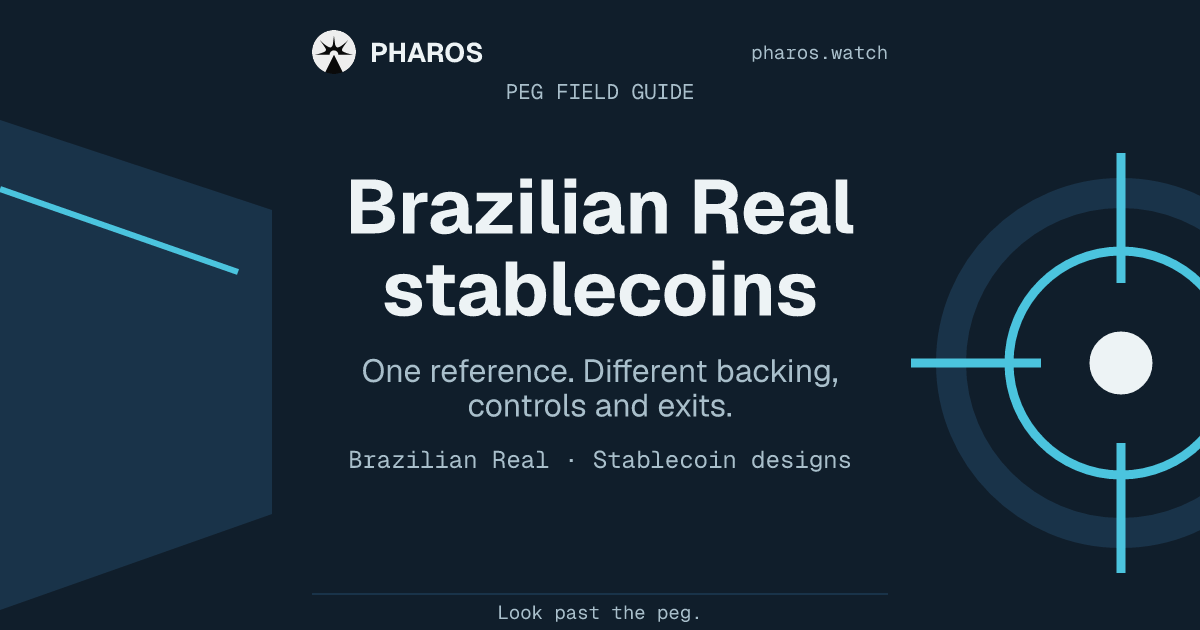 PHAROS
pharos.watch
PEG FIELD GUIDE
Brazilian Real
stablecoins
One reference. Different backing,
controls and exits.
Brazilian Real · Stablecoin designs
Look past the peg.